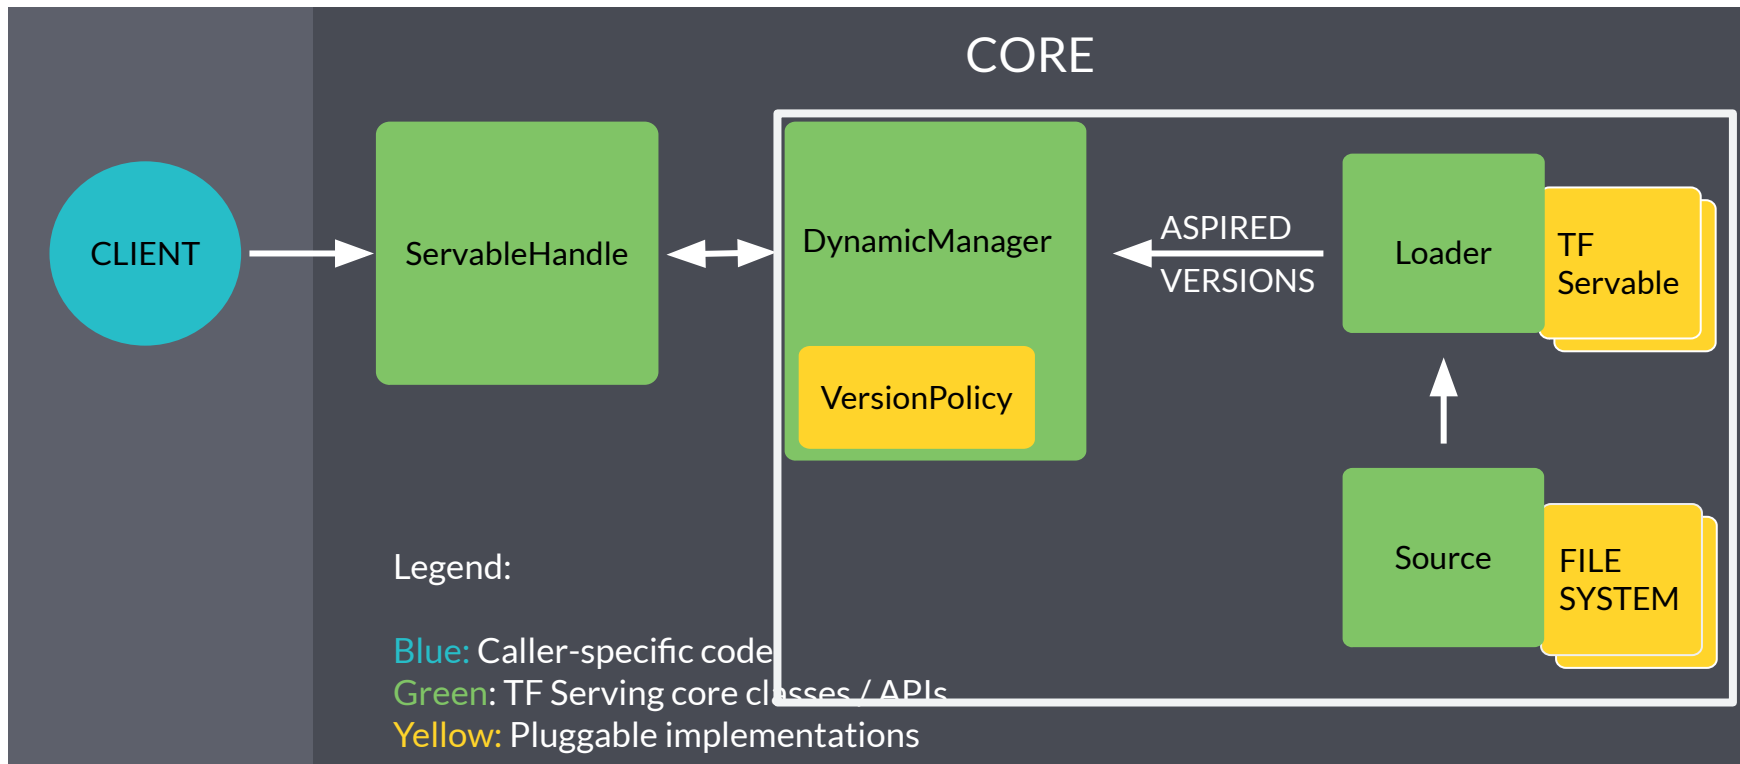 CORE
CLIENT
ServableHandle
DynamicManager
VersionPolicy
ASPIRED
VERSIONS
Loader
TF
Servable
Source
FILE
SYSTEM
Legend:
Blue: Caller-specific code
Green: TF Serving core classes / APIs
Yellow: Pluggable implementations